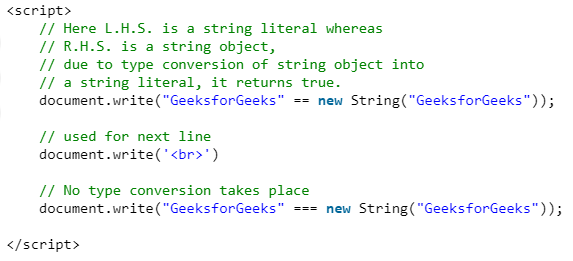 <script>
// Here L.H.S. is a string literal whereas
// R.H.S. is a string object,
// due to type conversion of string object into
// a string literal, it returns true.
document.write("GeeksforGeeks" == new String("GeeksforGeeks"));
// used for next line
document.write('<br>')
// No type conversion takes place
document.write("GeeksforGeeks" === new String("GeeksforGeeks"));
</script>